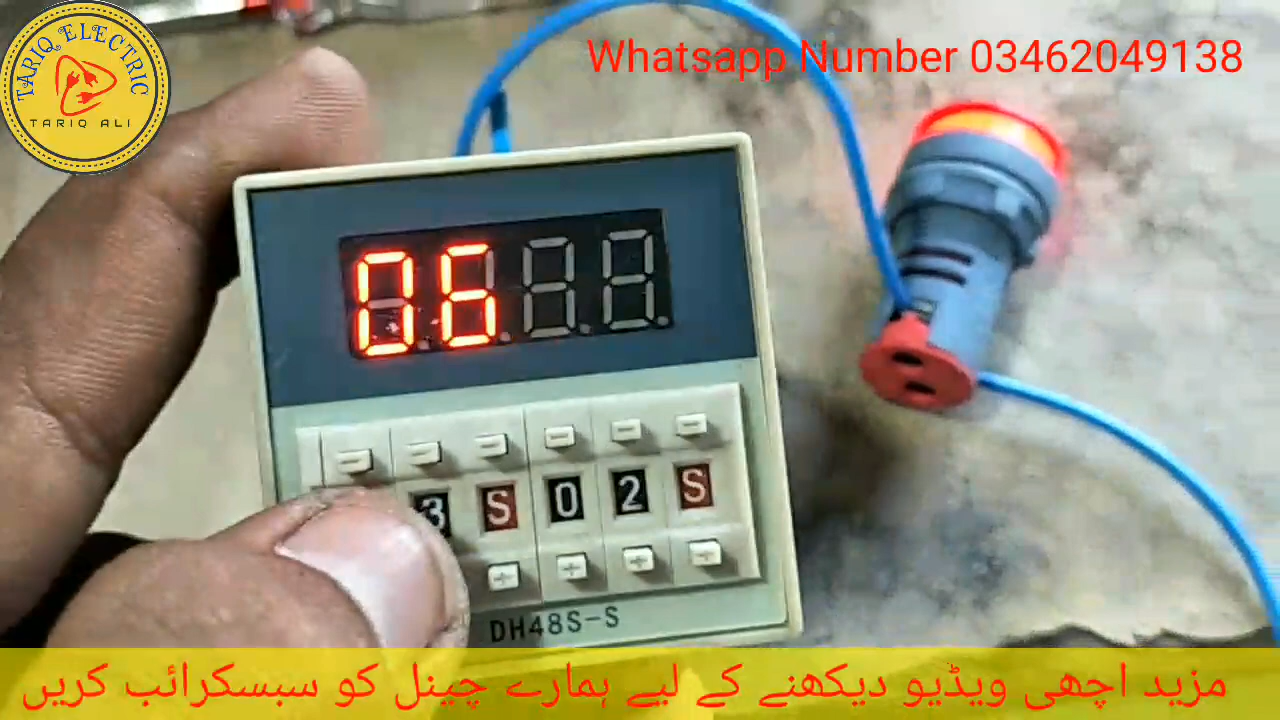 TARIQ ELECTRIC
TARIQ ALI
Whatsapp Number 03462049138
06
3 S 0 2 S
DH48S-S
مزید اچھی ویڈیو دیکھنے کے لیے ہمارے چینل کو سبسکرائب کریں